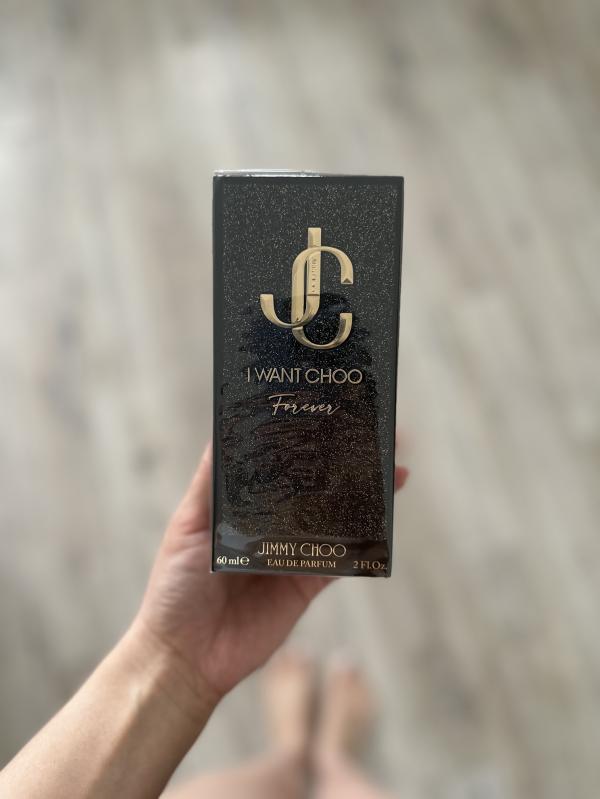 JC
I WANT CHOO
Forever
JIMMY CHOO
EAU DE PARFUM
60 ml ℮ 2 Fl.Oz.